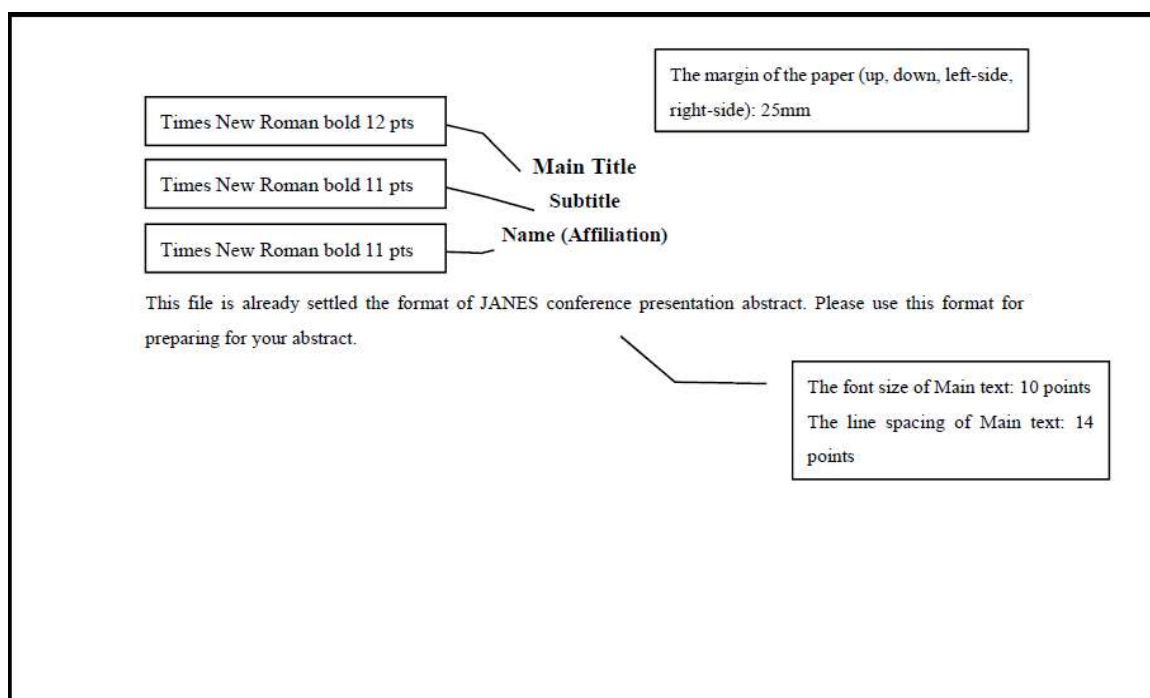 The margin of the paper (up, down, left-side,
right-side): 25mm
Times New Roman bold 12 pts
Main Title
Times New Roman bold 11 pts
Subtitle
Name (Affiliation)
Times New Roman bold 11 pts
This file is already settled the format of JANES conference presentation abstract. Please use this format for
preparing for your abstract.
The font size of Main text: 10 points
The line spacing of Main text: 14
points